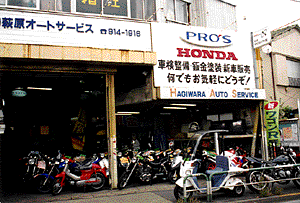 萩原オートサービス
☎914-1916
PRO'S
HONDA
車検整備 鈑金塗装 新車販売
何でもお気軽にどうぞ!
HAGIWARA AUTO SERVICE